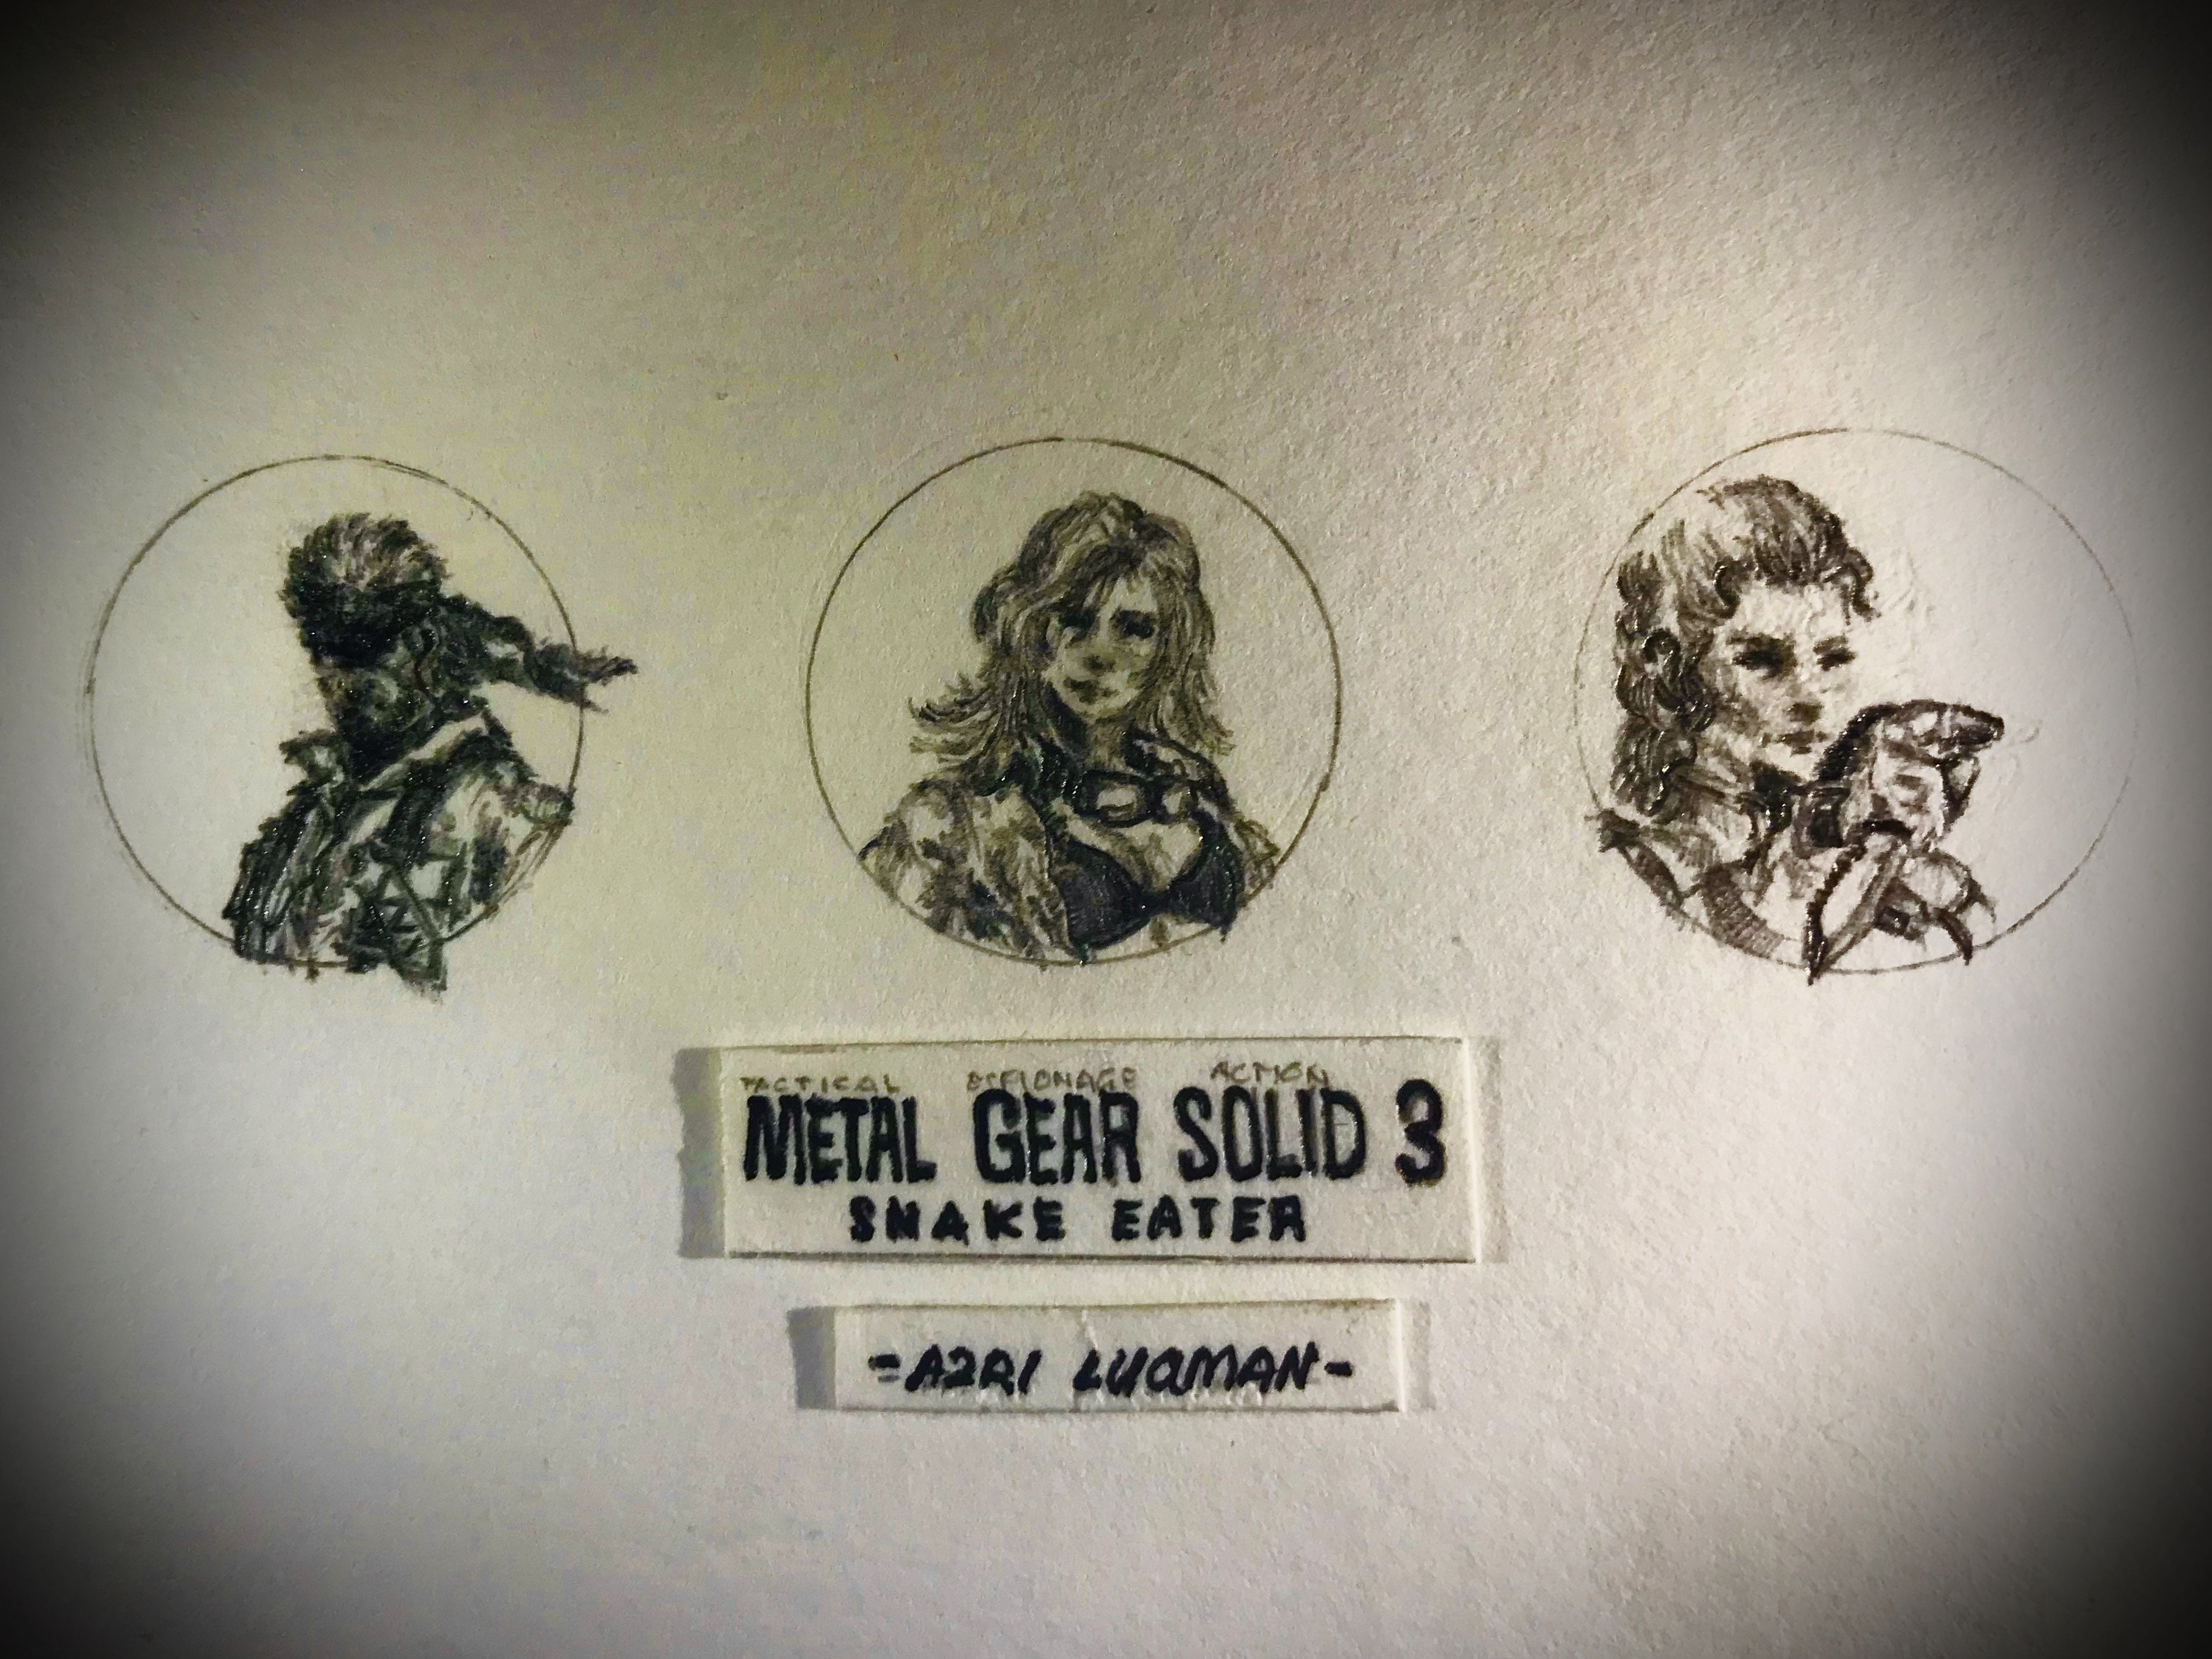 TACTICAL ESPIONAGE ACTION
METAL GEAR SOLID 3
SNAKE EATER
-AZRI LUQMAN-